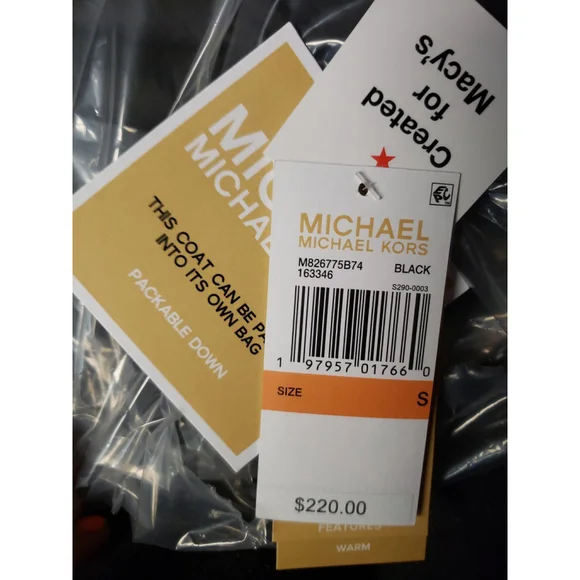 MICHAEL
THIS COAT CAN BE
INTO ITS OWN BAG
PACKABLE DOWN
Created
for
Macy's
MICHAEL
MICHAEL KORS
M826775B74 BLACK
163346
S290-0003
1 97957 01766 0
SIZE S
$220.00
FEATURES
WARM